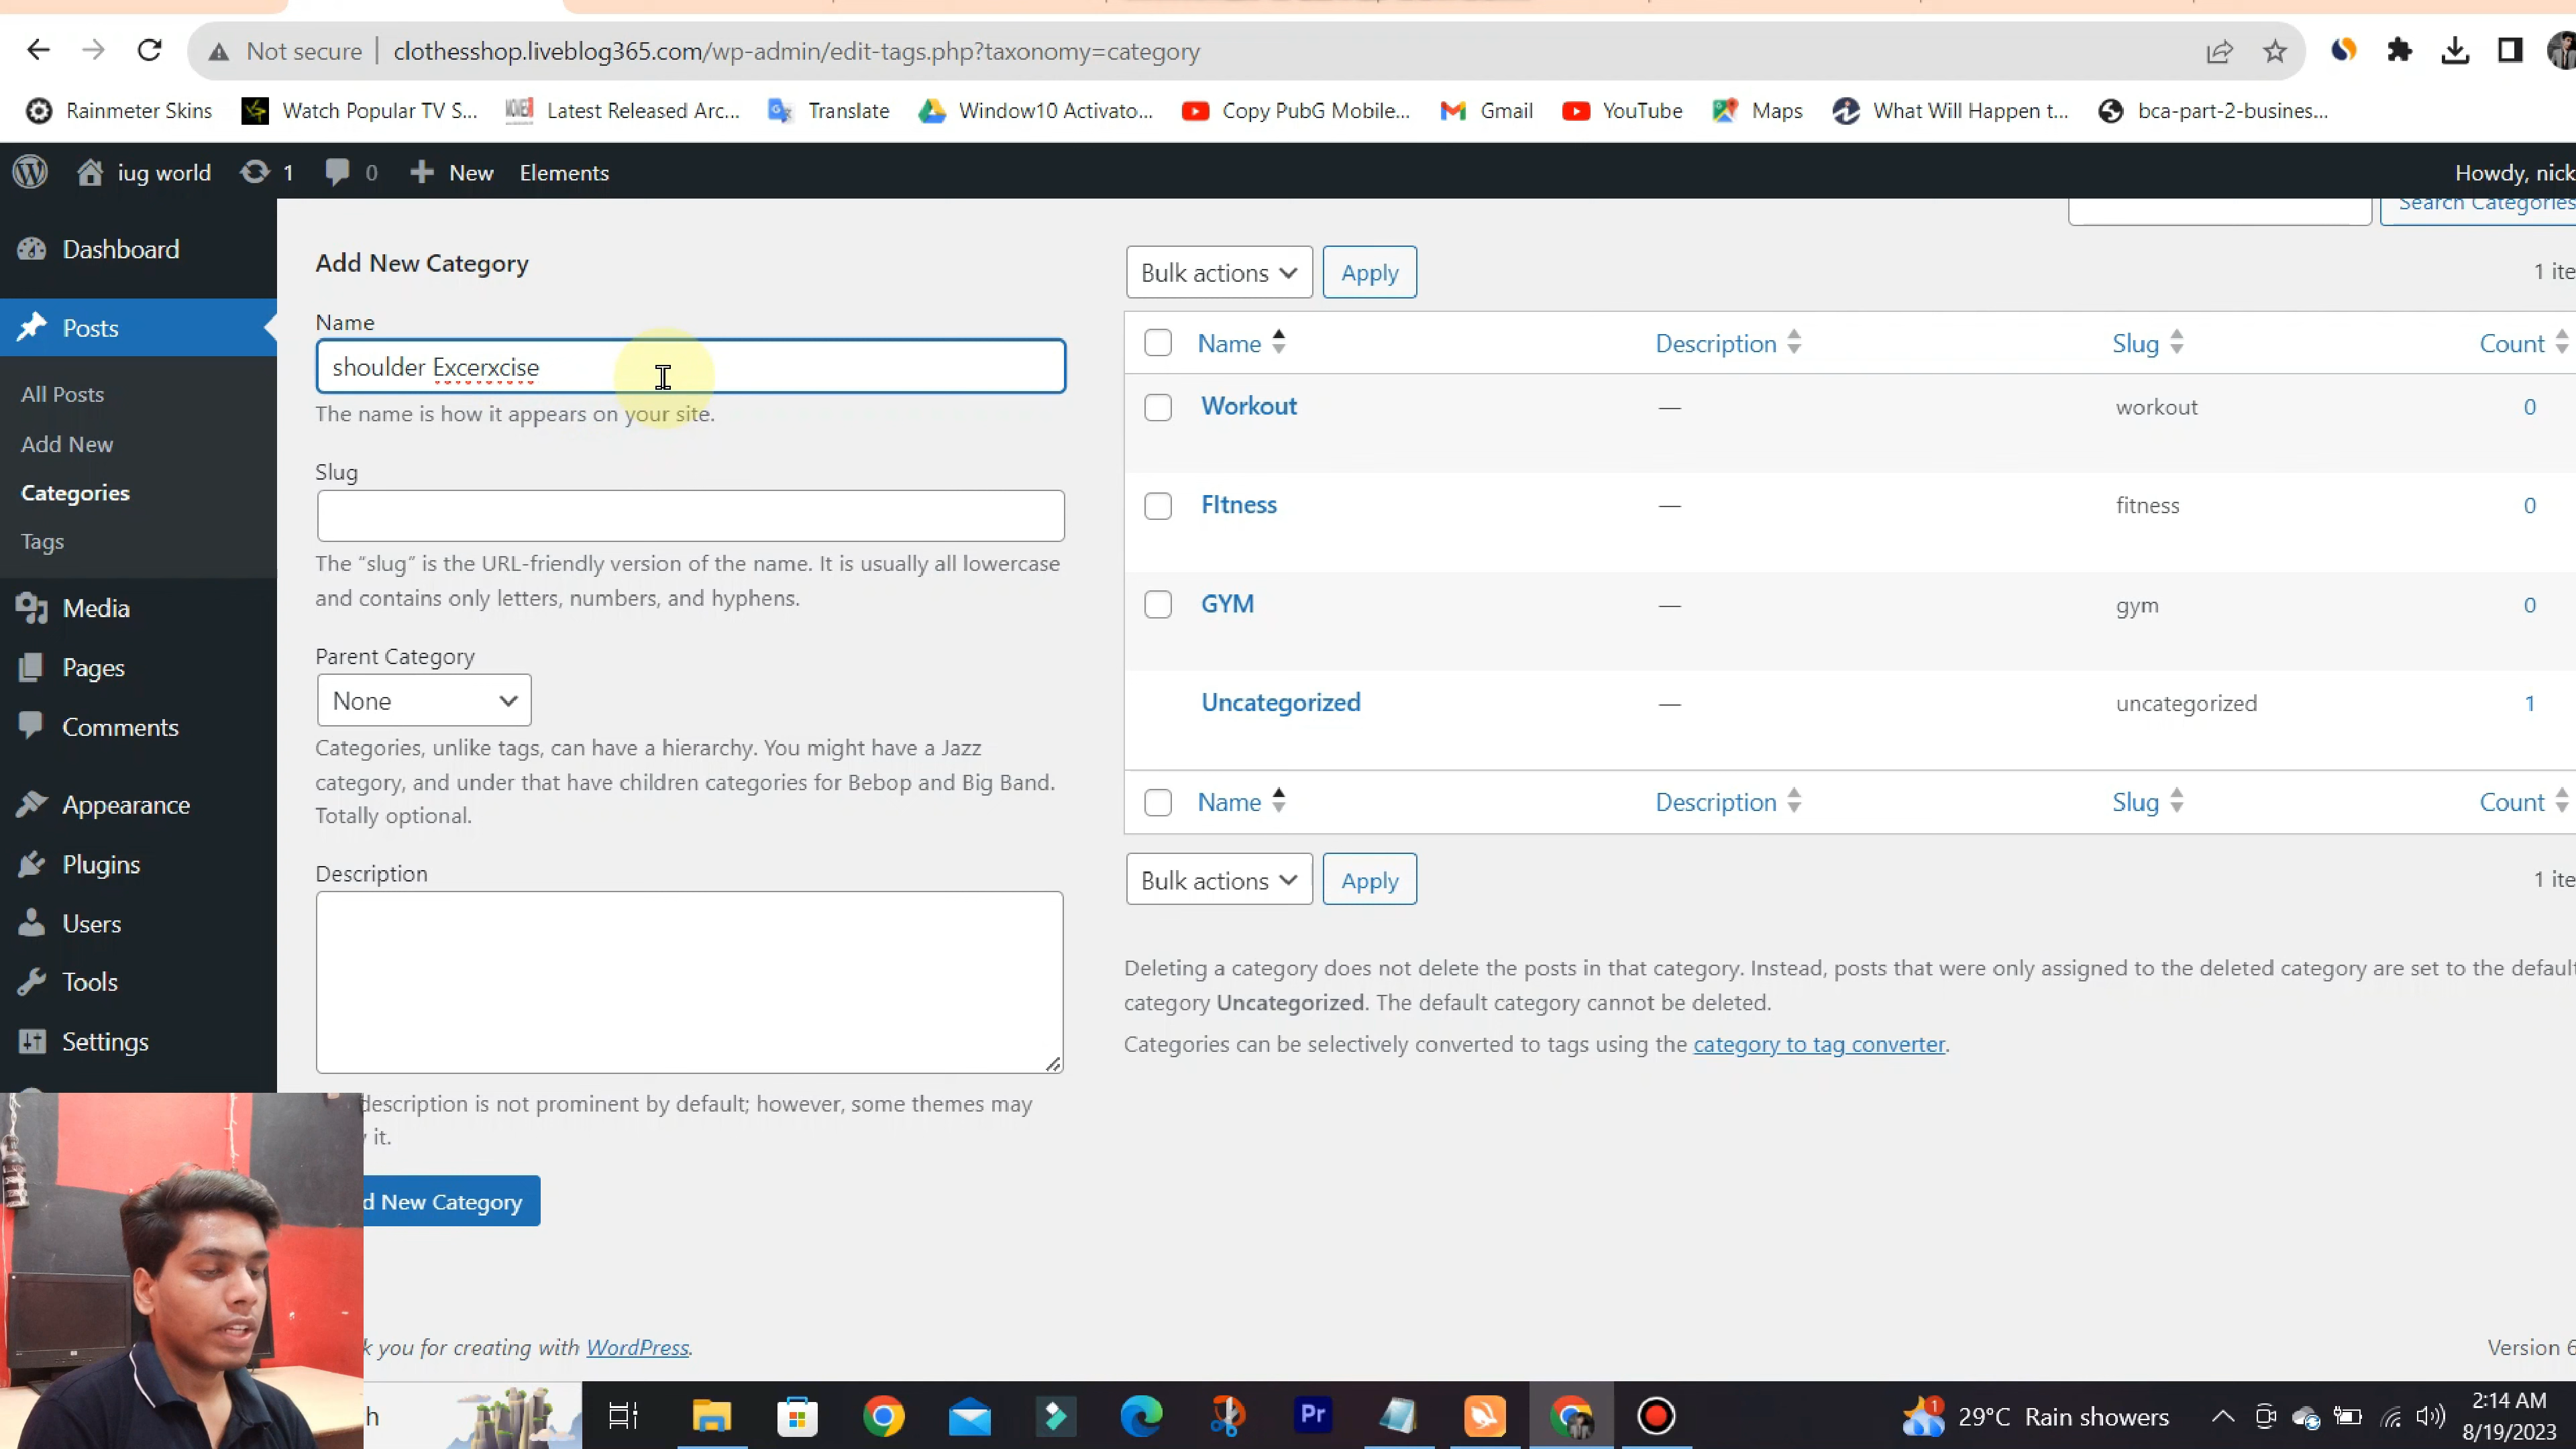 Not secure | clothesshop.liveblog365.com/wp-admin/edit-tags.php?taxonomy=category
Rainmeter Skins Watch Popular TV S... Latest Released Arc... Translate Window10 Activato... Copy PubG Mobile... Gmail YouTube Maps What Will Happen t... bca-part-2-busines...
iug world 1 0 New Elements Howdy, nick
Search Categories
Dashboard
Posts
All Posts
Add New
Categories
Tags
Media
Pages
Comments
Appearance
Plugins
Users
Tools
Settings
Add New Category
Name
shoulder Excerxcise
The name is how it appears on your site.
Slug
The “slug” is the URL-friendly version of the name. It is usually all lowercase
and contains only letters, numbers, and hyphens.
Parent Category
None
Categories, unlike tags, can have a hierarchy. You might have a Jazz
category, and under that have children categories for Bebop and Big Band.
Totally optional.
Description
description is not prominent by default; however, some themes may
it.
d New Category
k you for creating with WordPress.
Bulk actions Apply 1 ite
Name Description Slug Count
Workout — workout 0
FItness — fitness 0
GYM — gym 0
Uncategorized — uncategorized 1
Name Description Slug Count
Bulk actions Apply 1 ite
Deleting a category does not delete the posts in that category. Instead, posts that were only assigned to the deleted category are set to the default
category Uncategorized. The default category cannot be deleted.
Categories can be selectively converted to tags using the category to tag converter.
Version 6
h Pr 1 29°C Rain showers 2:14 AM
8/19/2023